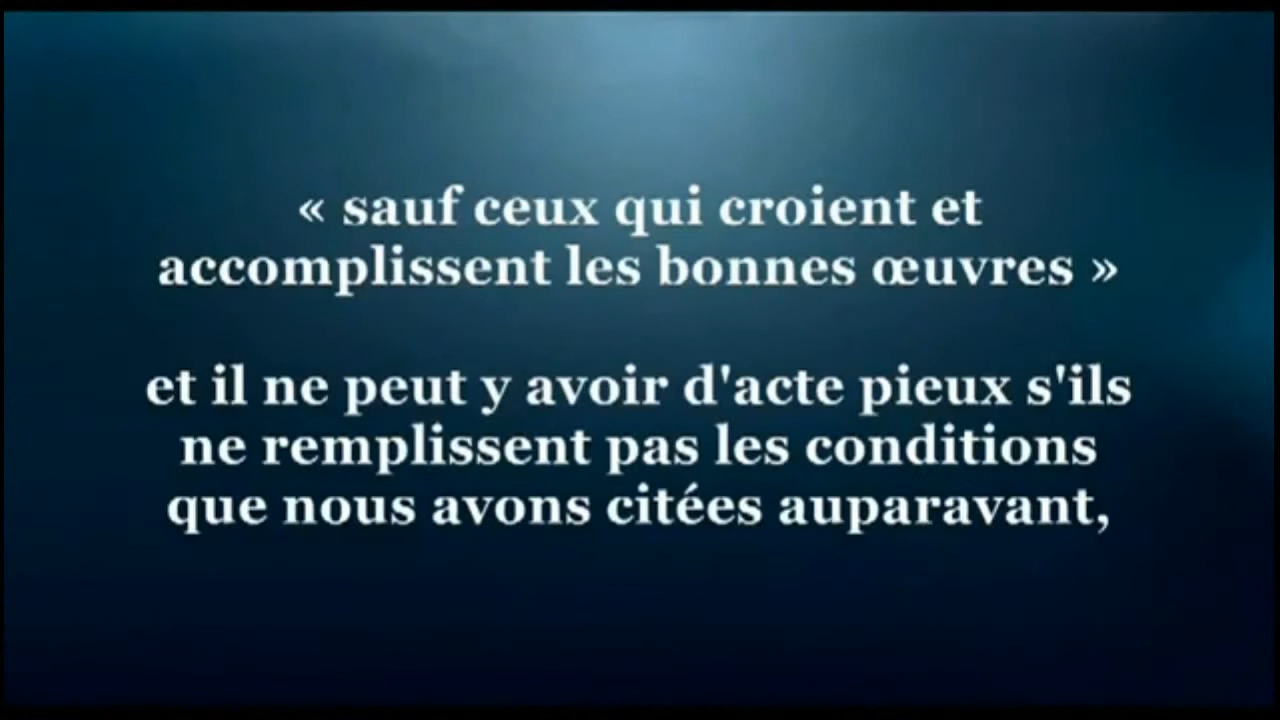 « sauf ceux qui croient et
accomplissent les bonnes œuvres »
et il ne peut y avoir d'acte pieux s'ils
ne remplissent pas les conditions
que nous avons citées auparavant,